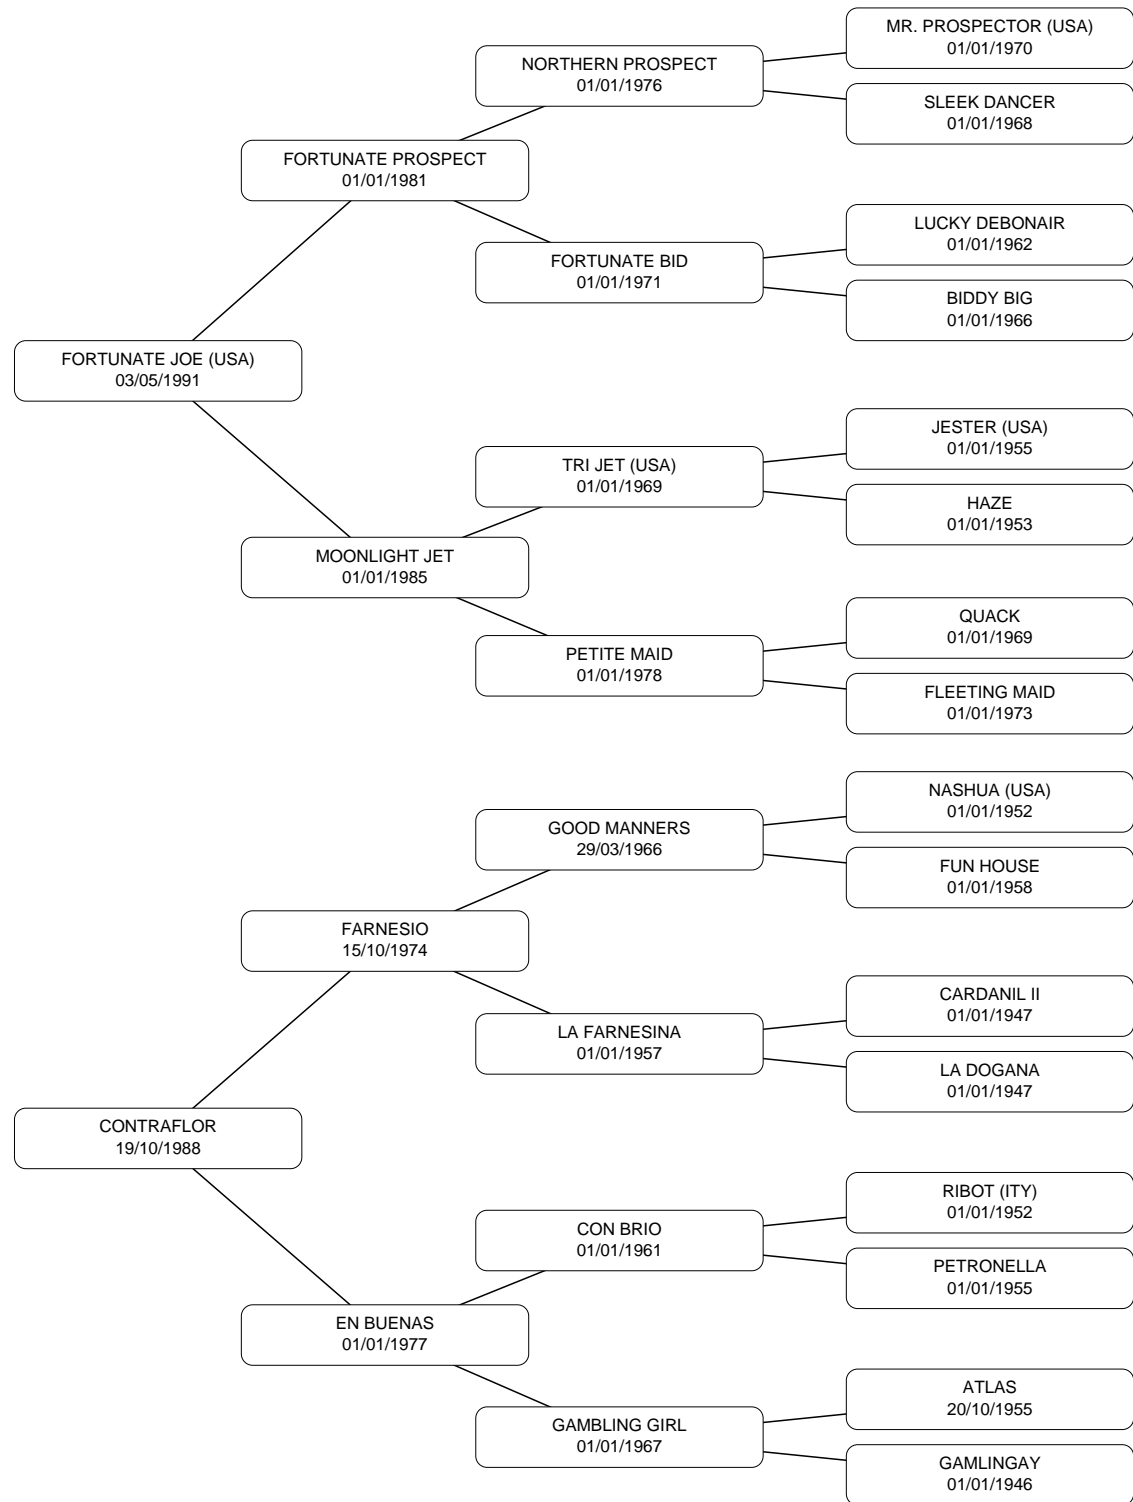 MR. PROSPECTOR (USA)
01/01/1970
NORTHERN PROSPECT
01/01/1976
SLEEK DANCER
01/01/1968
FORTUNATE PROSPECT
01/01/1981
LUCKY DEBONAIR
01/01/1962
FORTUNATE BID
01/01/1971
BIDDY BIG
01/01/1966
FORTUNATE JOE (USA)
03/05/1991
JESTER (USA)
01/01/1955
TRI JET (USA)
01/01/1969
HAZE
01/01/1953
MOONLIGHT JET
01/01/1985
QUACK
01/01/1969
PETITE MAID
01/01/1978
FLEETING MAID
01/01/1973
NASHUA (USA)
01/01/1952
GOOD MANNERS
29/03/1966
FUN HOUSE
01/01/1958
FARNESIO
15/10/1974
CARDANIL II
01/01/1947
LA FARNESINA
01/01/1957
LA DOGANA
01/01/1947
CONTRAFLOR
19/10/1988
RIBOT (ITY)
01/01/1952
CON BRIO
01/01/1961
PETRONELLA
01/01/1955
EN BUENAS
01/01/1977
ATLAS
20/10/1955
GAMBLING GIRL
01/01/1967
GAMLINGAY
01/01/1946